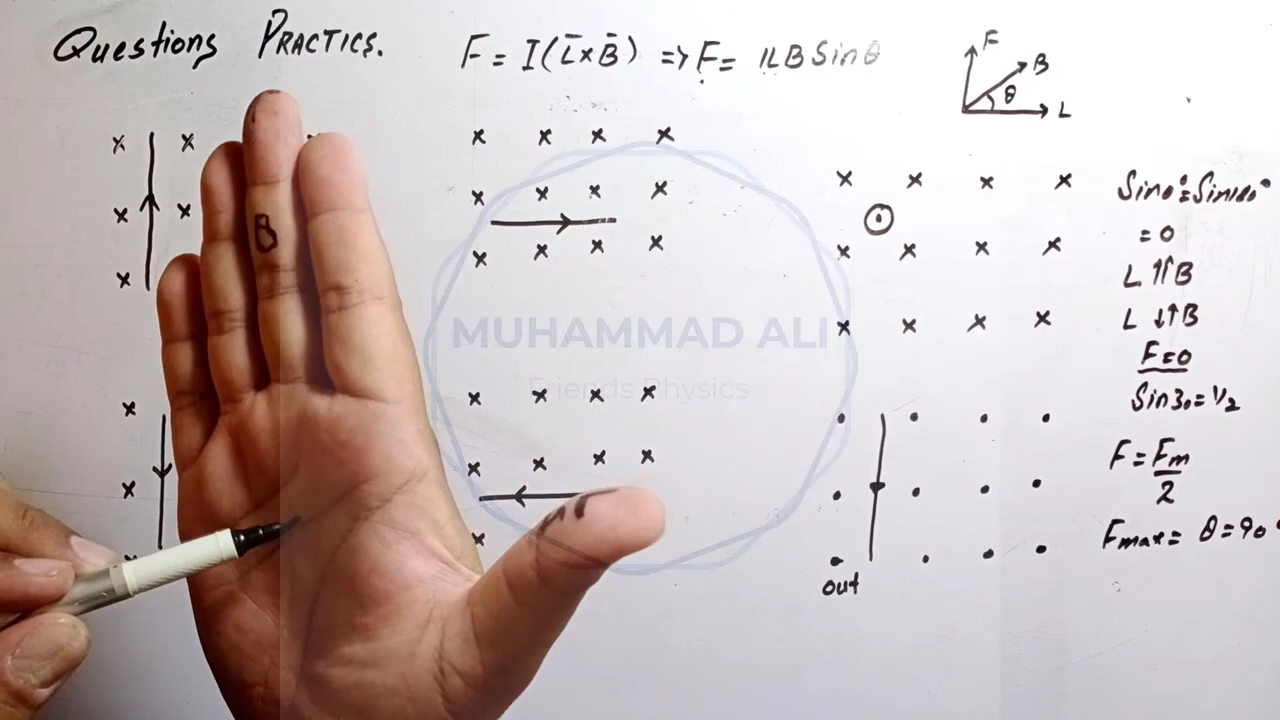 Questions PRACTICS.
F = I(L̅×B̅) => F = ILB Sinθ
F
B
θ
L
B
Sin0°=Sin180°
= 0
L ⇈ B
L ↓↑ B
F=0
Sin30=1/2
F = Fm/2
Fmax = θ=90°
out
MUHAMMAD ALI
Friends Physics